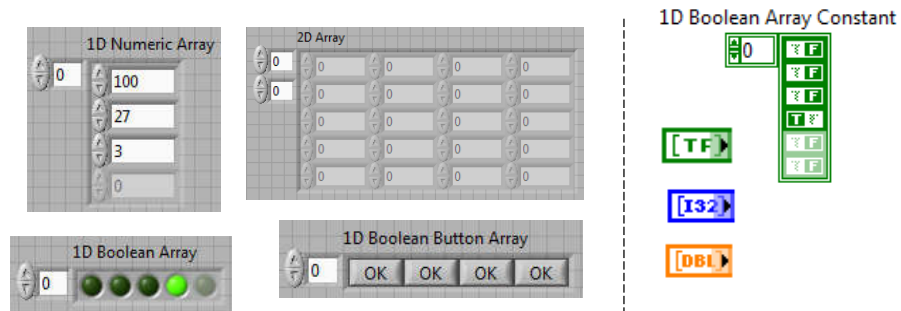 1D Numeric Array
0
100
27
3
0
2D Array
0
0
0 0 0 0
0 0 0 0
0 0 0 0
0 0 0 0
0 0 0 0
1D Boolean Array
0
1D Boolean Button Array
0
OK OK OK OK
1D Boolean Array Constant
0
F
F
F
T
F
F
[TF]
[I32]
[DBL]